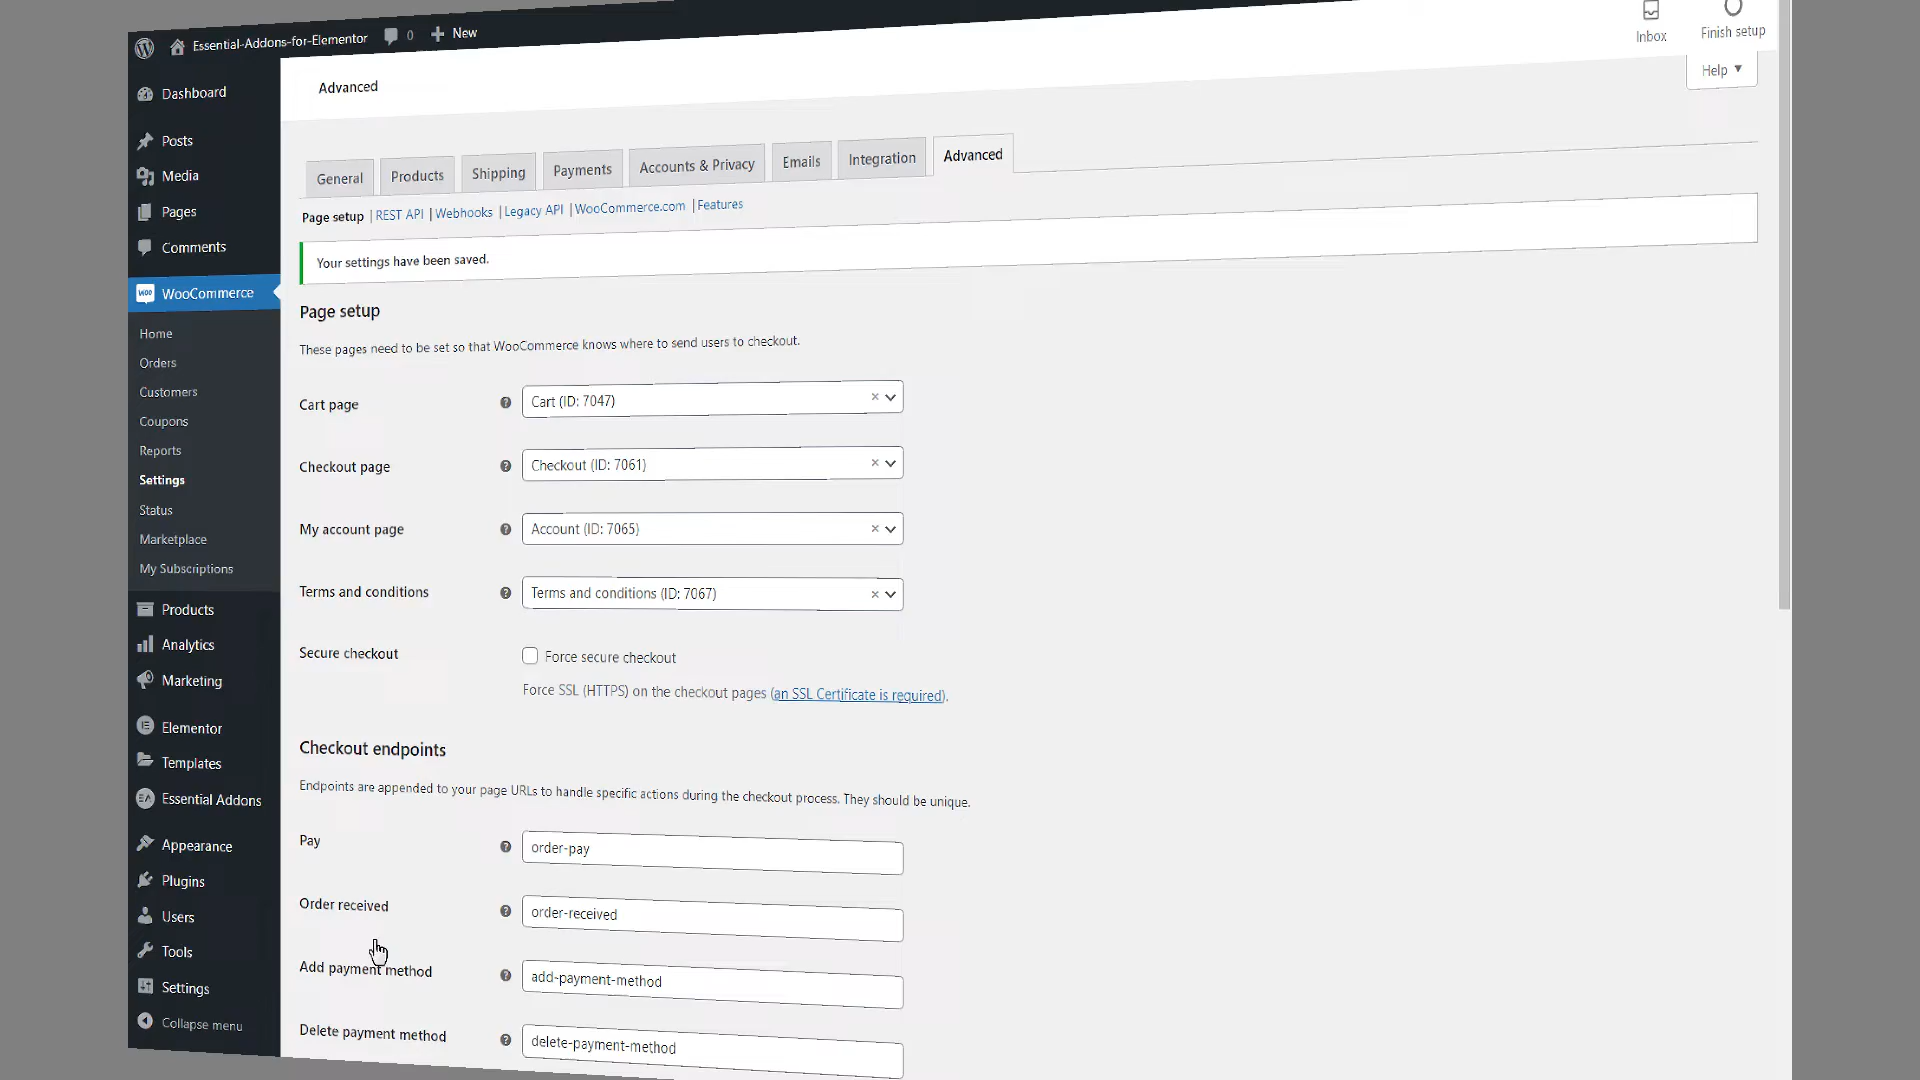 Essential-Addons-for-Elementor 0 New
Inbox
Finish setup
Help
Advanced
Dashboard
Posts
Media
Pages
Comments
WooCommerce
Home
Orders
Customers
Coupons
Reports
Settings
Status
Marketplace
My Subscriptions
Products
Analytics
Marketing
Elementor
Templates
Essential Addons
Appearance
Plugins
Users
Tools
Settings
Collapse menu
General Products Shipping Payments Accounts & Privacy Emails Integration Advanced
Page setup | REST API | Webhooks | Legacy API | WooCommerce.com | Features
Your settings have been saved.
Page setup
These pages need to be set so that WooCommerce knows where to send users to checkout.
Cart page Cart (ID: 7047)
Checkout page Checkout (ID: 7061)
My account page Account (ID: 7065)
Terms and conditions Terms and conditions (ID: 7067)
Secure checkout Force secure checkout
Force SSL (HTTPS) on the checkout pages (an SSL Certificate is required).
Checkout endpoints
Endpoints are appended to your page URLs to handle specific actions during the checkout process. They should be unique.
Pay order-pay
Order received order-received
Add payment method add-payment-method
Delete payment method delete-payment-method